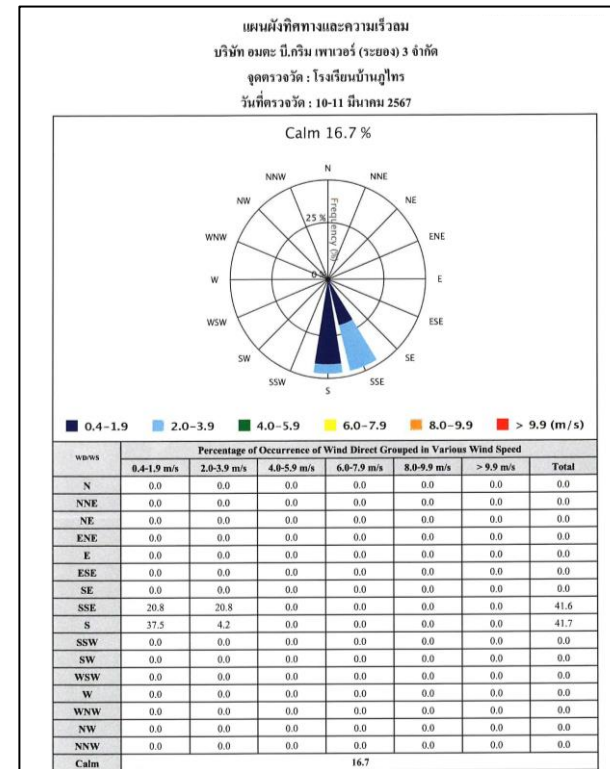 แผนผังทิศทางและความเร็วลม
บริษัท อมตะ บี.กริม เพาเวอร์ (ระยอง) 3 จำกัด
จุดตรวจวัด : โรงเรียนบ้านภูไทร
วันที่ตรวจวัด : 10-11 มีนาคม 2567
Calm 16.7 %
N
NNW
NNE
NW
NE
25 %
Frequency (%)
WNW
ENE
0 %
W
E
WSW
ESE
SW
SE
SSW
SSE
S
0.4-1.9 2.0-3.9 4.0-5.9 6.0-7.9 8.0-9.9 > 9.9 (m/s)
WD/WS Percentage of Occurrence of Wind Direct Grouped in Various Wind Speed
0.4-1.9 m/s 2.0-3.9 m/s 4.0-5.9 m/s 6.0-7.9 m/s 8.0-9.9 m/s > 9.9 m/s Total
N 0.0 0.0 0.0 0.0 0.0 0.0 0.0
NNE 0.0 0.0 0.0 0.0 0.0 0.0 0.0
NE 0.0 0.0 0.0 0.0 0.0 0.0 0.0
ENE 0.0 0.0 0.0 0.0 0.0 0.0 0.0
E 0.0 0.0 0.0 0.0 0.0 0.0 0.0
ESE 0.0 0.0 0.0 0.0 0.0 0.0 0.0
SE 0.0 0.0 0.0 0.0 0.0 0.0 0.0
SSE 20.8 20.8 0.0 0.0 0.0 0.0 41.6
S 37.5 4.2 0.0 0.0 0.0 0.0 41.7
SSW 0.0 0.0 0.0 0.0 0.0 0.0 0.0
SW 0.0 0.0 0.0 0.0 0.0 0.0 0.0
WSW 0.0 0.0 0.0 0.0 0.0 0.0 0.0
W 0.0 0.0 0.0 0.0 0.0 0.0 0.0
WNW 0.0 0.0 0.0 0.0 0.0 0.0 0.0
NW 0.0 0.0 0.0 0.0 0.0 0.0 0.0
NNW 0.0 0.0 0.0 0.0 0.0 0.0 0.0
Calm 16.7